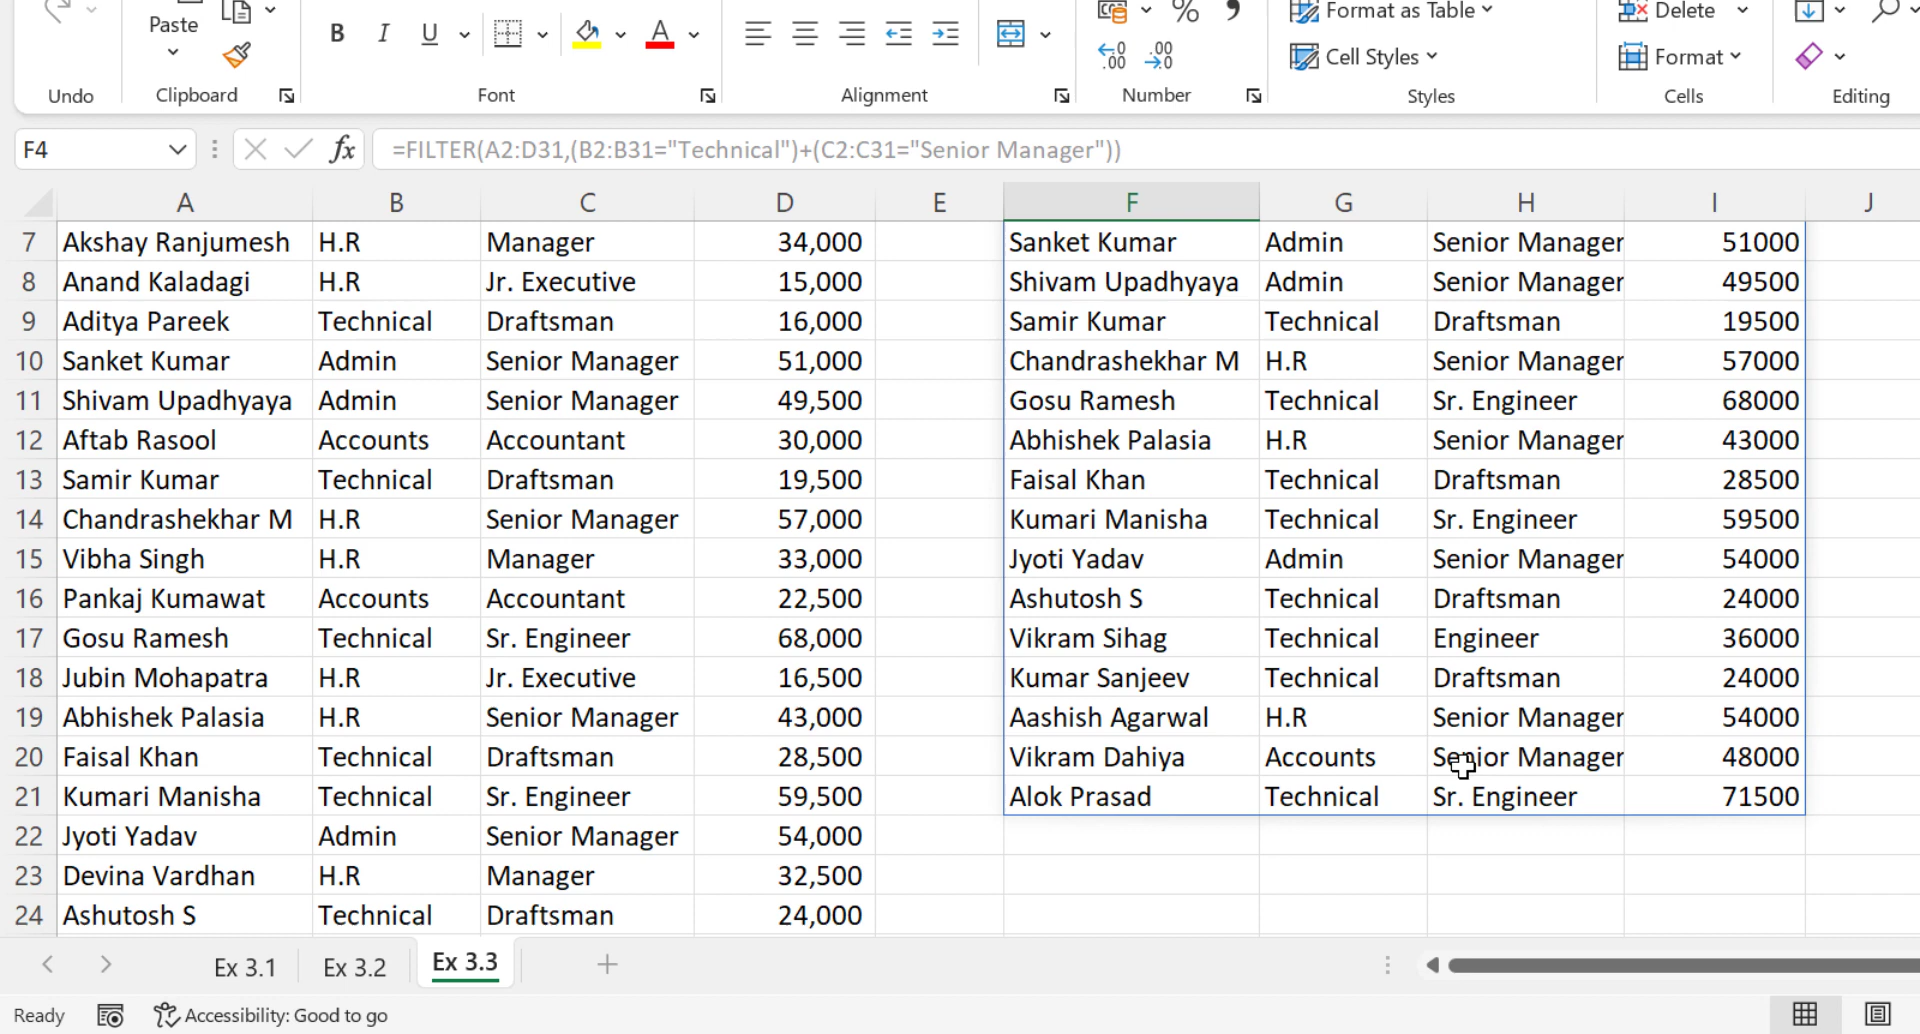 Paste
B I U A
% 9
Format as Table
Delete
←0 .00
.00 →0
Cell Styles
Format
Undo Clipboard Font Alignment Number Styles Cells Editing
F4 fx =FILTER(A2:D31,(B2:B31="Technical")+(C2:C31="Senior Manager"))
A B C D E F G H I J
7 Akshay Ranjumesh H.R Manager 34,000 Sanket Kumar Admin Senior Manager 51000
8 Anand Kaladagi H.R Jr. Executive 15,000 Shivam Upadhyaya Admin Senior Manager 49500
9 Aditya Pareek Technical Draftsman 16,000 Samir Kumar Technical Draftsman 19500
10 Sanket Kumar Admin Senior Manager 51,000 Chandrashekhar M H.R Senior Manager 57000
11 Shivam Upadhyaya Admin Senior Manager 49,500 Gosu Ramesh Technical Sr. Engineer 68000
12 Aftab Rasool Accounts Accountant 30,000 Abhishek Palasia H.R Senior Manager 43000
13 Samir Kumar Technical Draftsman 19,500 Faisal Khan Technical Draftsman 28500
14 Chandrashekhar M H.R Senior Manager 57,000 Kumari Manisha Technical Sr. Engineer 59500
15 Vibha Singh H.R Manager 33,000 Jyoti Yadav Admin Senior Manager 54000
16 Pankaj Kumawat Accounts Accountant 22,500 Ashutosh S Technical Draftsman 24000
17 Gosu Ramesh Technical Sr. Engineer 68,000 Vikram Sihag Technical Engineer 36000
18 Jubin Mohapatra H.R Jr. Executive 16,500 Kumar Sanjeev Technical Draftsman 24000
19 Abhishek Palasia H.R Senior Manager 43,000 Aashish Agarwal H.R Senior Manager 54000
20 Faisal Khan Technical Draftsman 28,500 Vikram Dahiya Accounts Senior Manager 48000
21 Kumari Manisha Technical Sr. Engineer 59,500 Alok Prasad Technical Sr. Engineer 71500
22 Jyoti Yadav Admin Senior Manager 54,000
23 Devina Vardhan H.R Manager 32,500
24 Ashutosh S Technical Draftsman 24,000
Ex 3.1 Ex 3.2 Ex 3.3
Ready Accessibility: Good to go